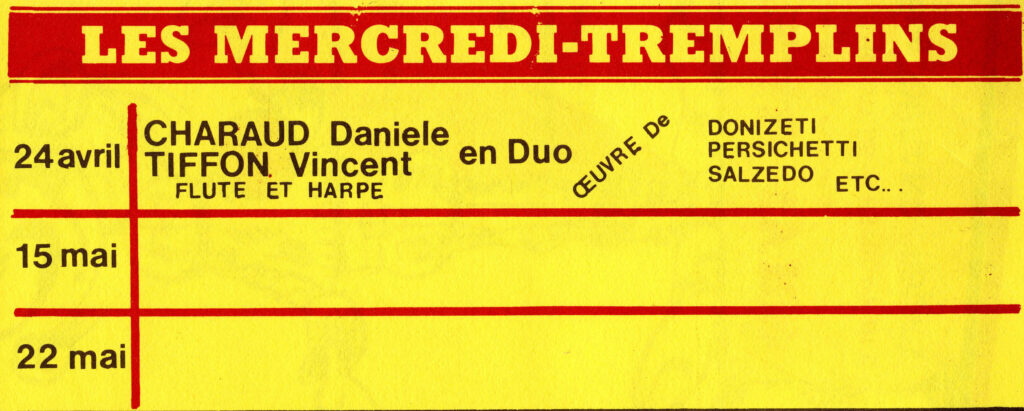 LES MERCREDI-TREMPLINS
24 avril
CHARAUD Daniele
TIFFON Vincent
FLUTE ET HARPE
en Duo
ŒUVRE De
DONIZETI
PERSICHETTI
SALZEDO
ETC...
15 mai
22 mai